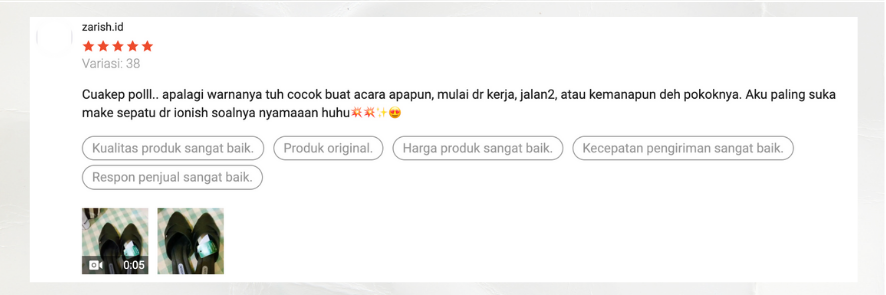 zarish.id
Variasi: 38
Cuakep polll.. apalagi warnanya tuh cocok buat acara apapun, mulai dr kerja, jalan2, atau kemanapun deh pokoknya. Aku paling suka
make sepatu dr ionish soalnya nyamaaan huhu💥💥✨😍
Kualitas produk sangat baik. Produk original. Harga produk sangat baik. Kecepatan pengiriman sangat baik.
Respon penjual sangat baik.
0:05